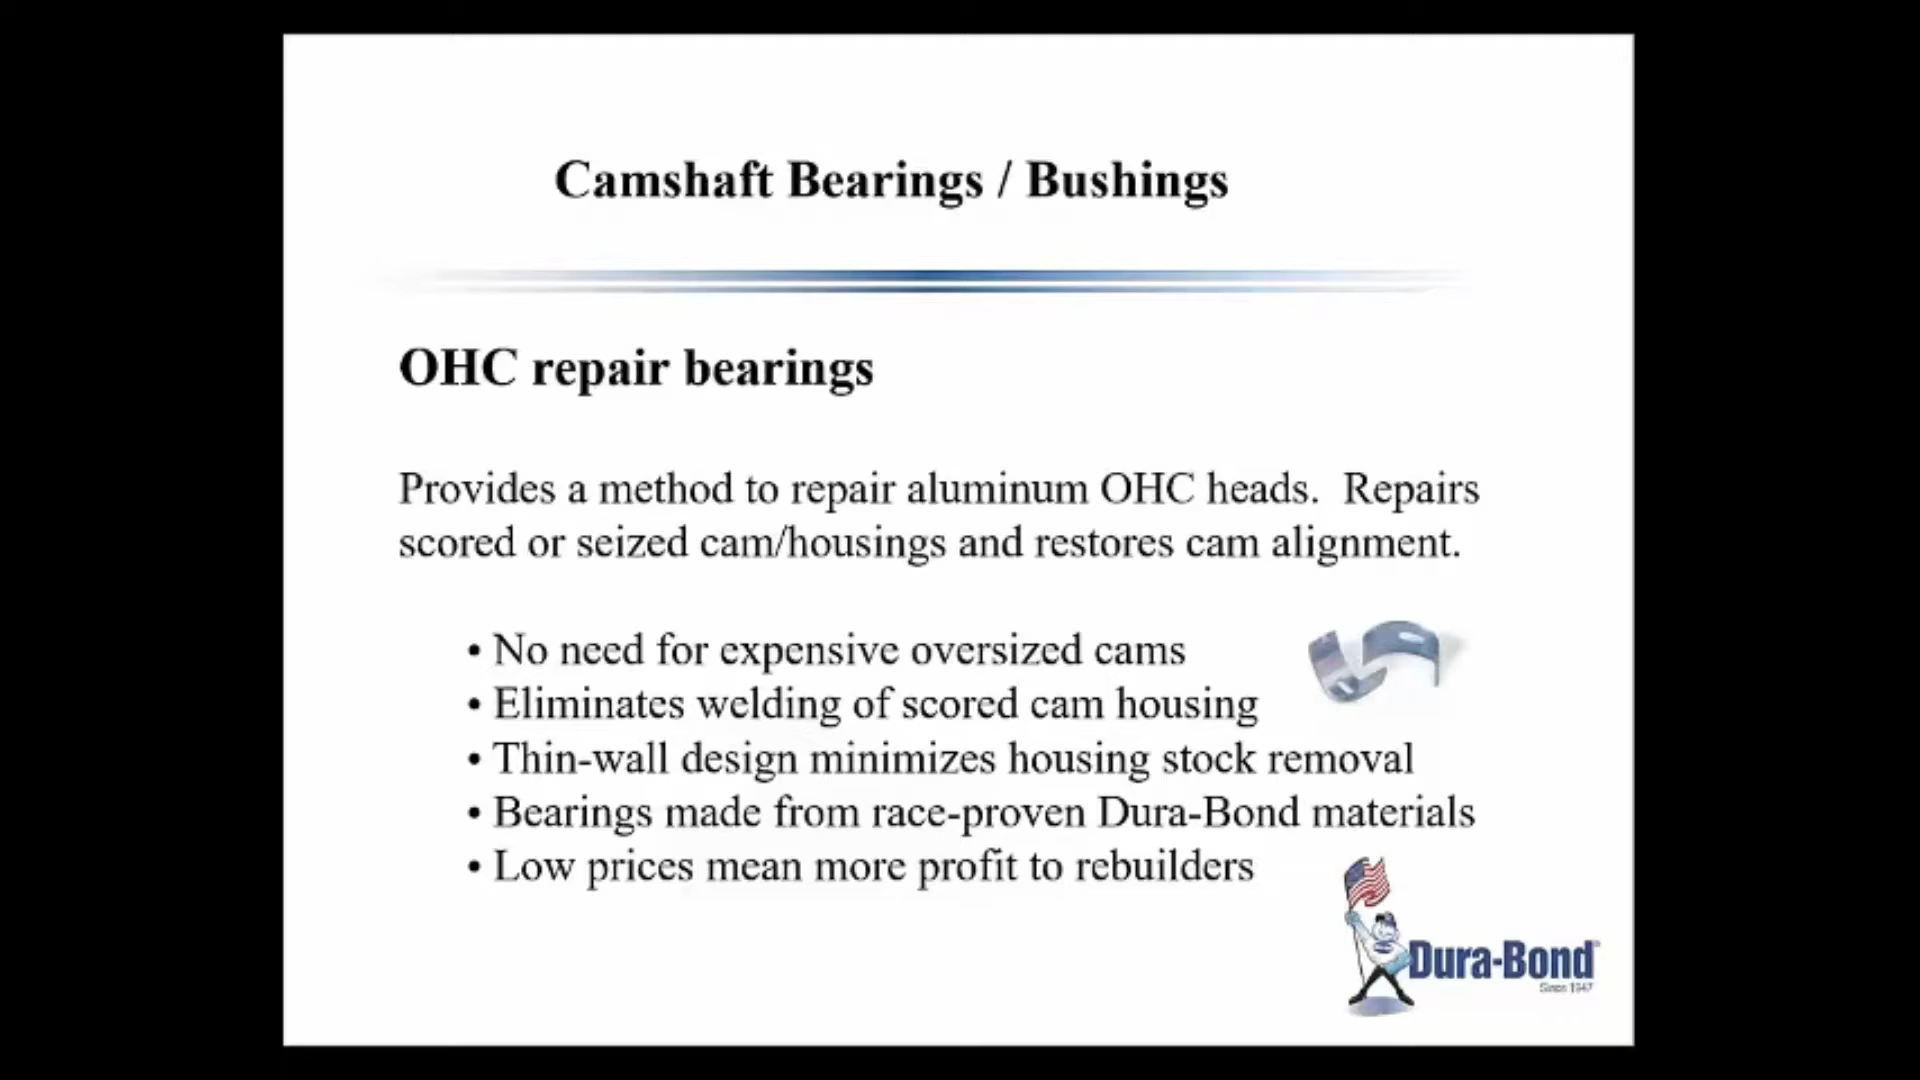 Camshaft Bearings / Bushings
OHC repair bearings
Provides a method to repair aluminum OHC heads.  Repairs
scored or seized cam/housings and restores cam alignment.
• No need for expensive oversized cams
• Eliminates welding of scored cam housing
• Thin-wall design minimizes housing stock removal
• Bearings made from race-proven Dura-Bond materials
• Low prices mean more profit to rebuilders
Dura-Bond®
Since 1947